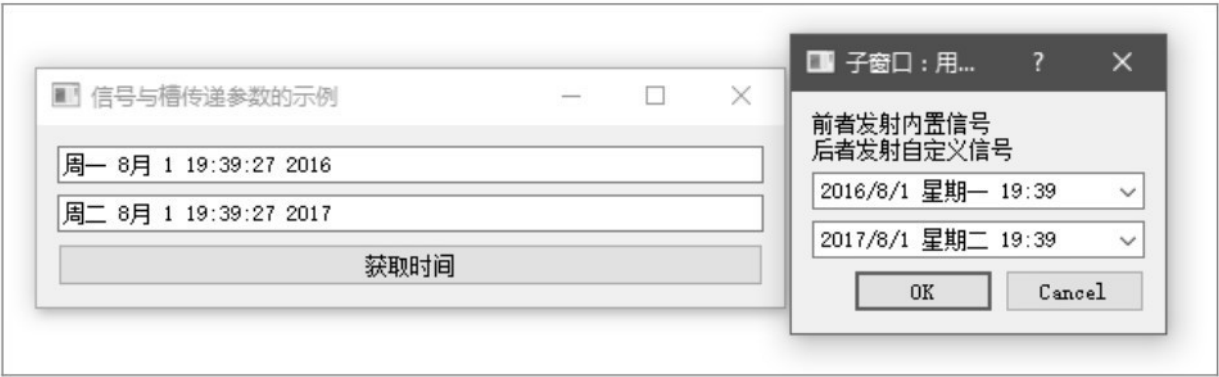 信号与槽传递参数的示例
周一 8月 1 19:39:27 2016
周二 8月 1 19:39:27 2017
获取时间
子窗口：用... ?
前者发射内置信号
后者发射自定义信号
2016/8/1 星期一 19:39
2017/8/1 星期二 19:39
OK Cancel